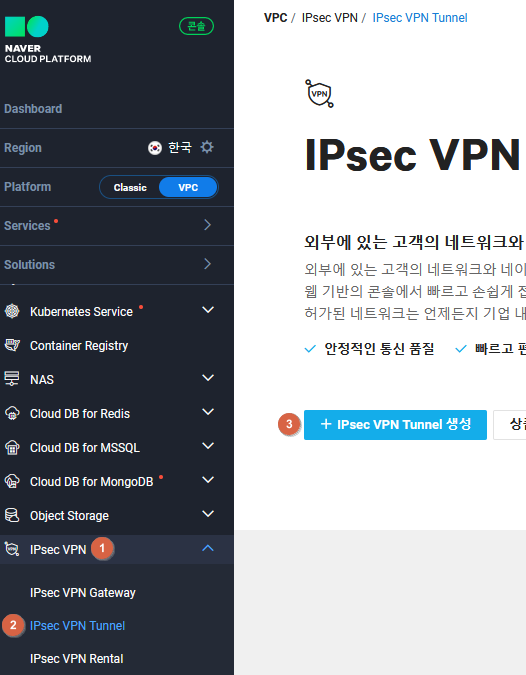 NAVER
CLOUD PLATFORM
콘솔
Dashboard
Region
한국
Platform
Classic
VPC
Services
Solutions
Kubernetes Service
Container Registry
NAS
Cloud DB for Redis
Cloud DB for MSSQL
Cloud DB for MongoDB
Object Storage
IPsec VPN
1
IPsec VPN Gateway
2
IPsec VPN Tunnel
IPsec VPN Rental
VPC / IPsec VPN / IPsec VPN Tunnel
VPN
IPsec VPN
외부에 있는 고객의 네트워크와
외부에 있는 고객의 네트워크와 네이
웹 기반의 콘솔에서 빠르고 손쉽게 접
허가된 네트워크는 언제든지 기업 내
안정적인 통신 품질
빠르고 편
3
+ IPsec VPN Tunnel 생성